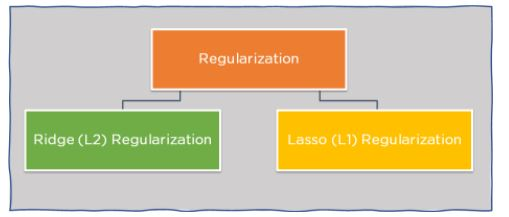 Regularization
Ridge (L2) Regularization
Lasso (L1) Regularization